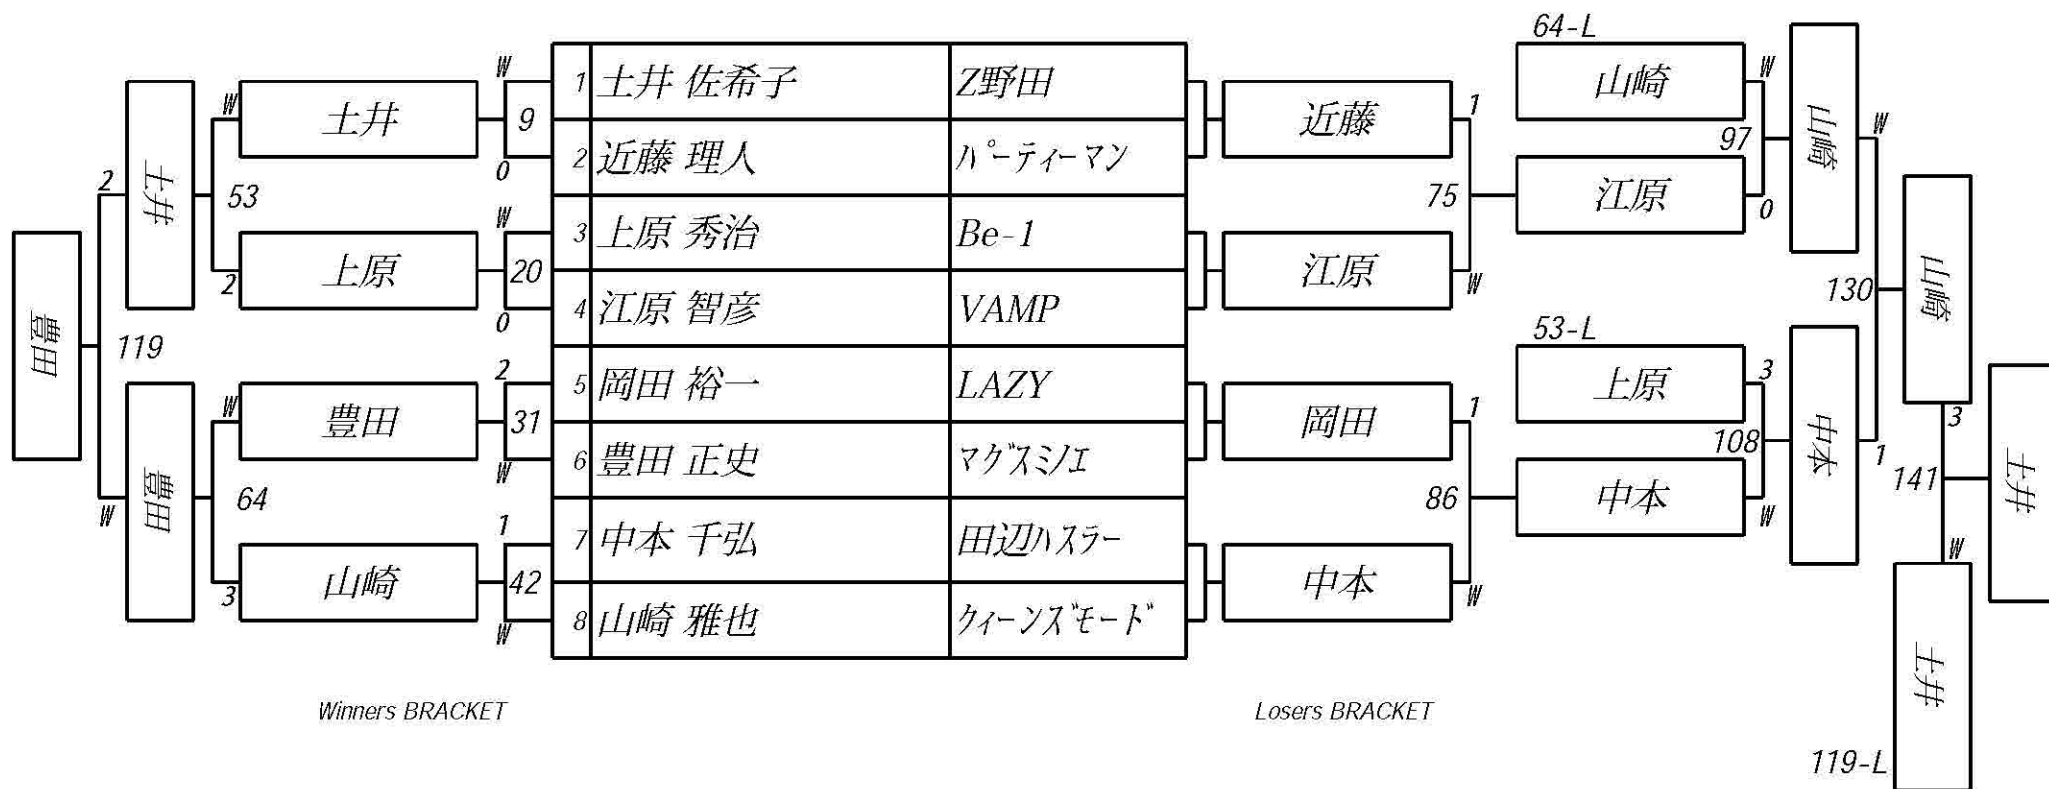 64-L
W
1 土井 佐希子 Z野田
W 土井 9 近藤 1 山崎 W
2 近藤 理人 パーティーマン
0
97 山崎 W
2 土井 53 75 江原 0
W
3 上原 秀治 Be-1
2 上原 20 江原 W
4 江原 智彦 VAMP
0
130 山崎
豊田 119
53-L
2
5 岡田 裕一 LAZY
W 豊田 31 岡田 1 上原 3
6 豊田 正史 マグスミノエ
W
108 中本 1
3
W 豊田 64 86 中本 W
141 土井
1
7 中本 千弘 田辺ハスラー
3 山崎 42 中本 W
8 山崎 雅也 クィーンズモード
W
W
土井
Winners BRACKET
Losers BRACKET
119-L